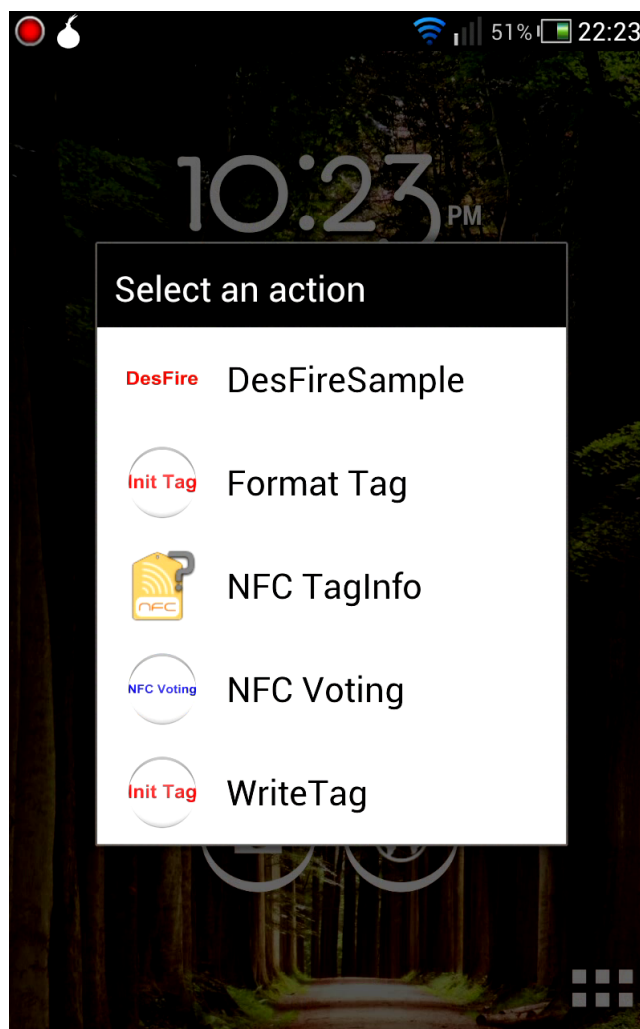 51% 22:23
10:23 PM
Select an action
DesFire DesFireSample
Init Tag Format Tag
NFC NFC TagInfo
NFC Voting NFC Voting
Init Tag WriteTag